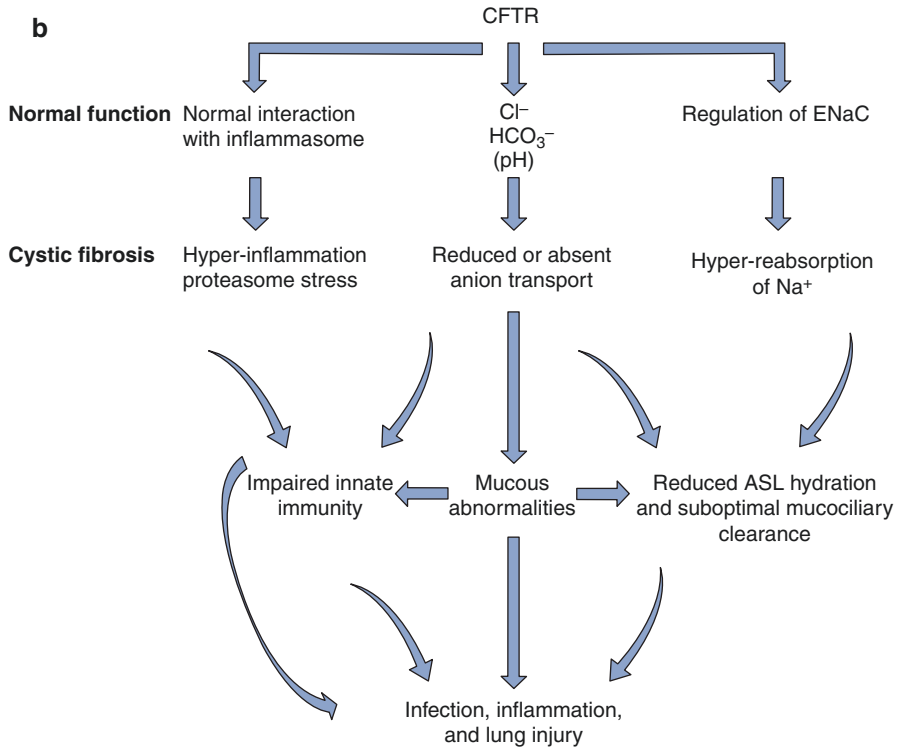 b
CFTR
Normal function
Normal interaction
with inflammasome
Cl–
HCO₃–
(pH)
Regulation of ENaC
Cystic fibrosis
Hyper-inflammation
proteasome stress
Reduced or absent
anion transport
Hyper-reabsorption
of Na⁺
Impaired innate
immunity
Mucous
abnormalities
Reduced ASL hydration
and suboptimal mucociliary
clearance
Infection, inflammation,
and lung injury